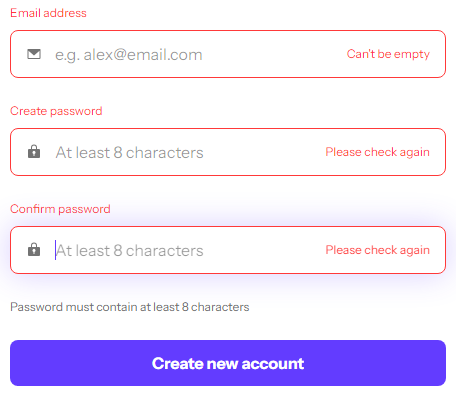 Email address
e.g. alex@email.com Can't be empty
Create password
At least 8 characters Please check again
Confirm password
At least 8 characters Please check again
Password must contain at least 8 characters
Create new account